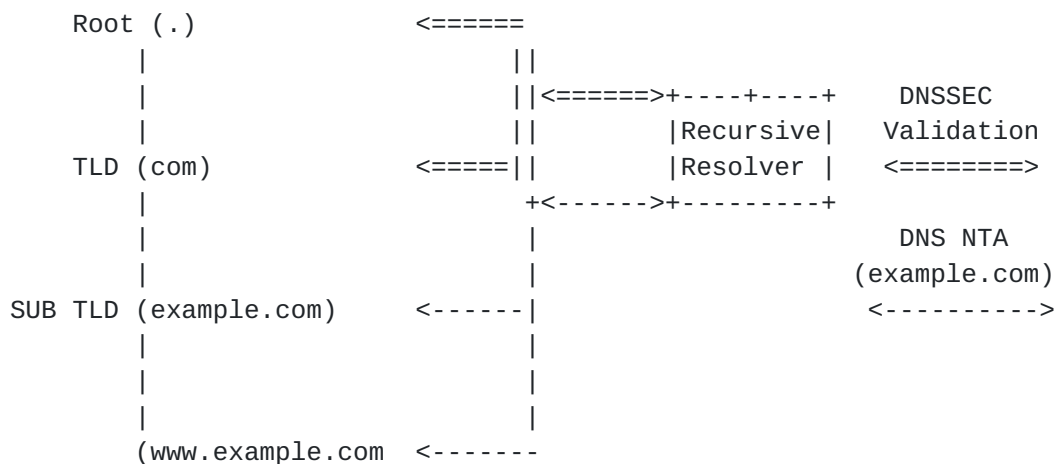 Root (.) <======
| ||
| ||<======>+----+----+ DNSSEC
| || |Recursive| Validation
TLD (com) <=====|| |Resolver | <========>
| +<------>+---------+
| | DNS NTA
| | (example.com)
SUB TLD (example.com) <------| <---------->
| |
| |
| |
(www.example.com <-------